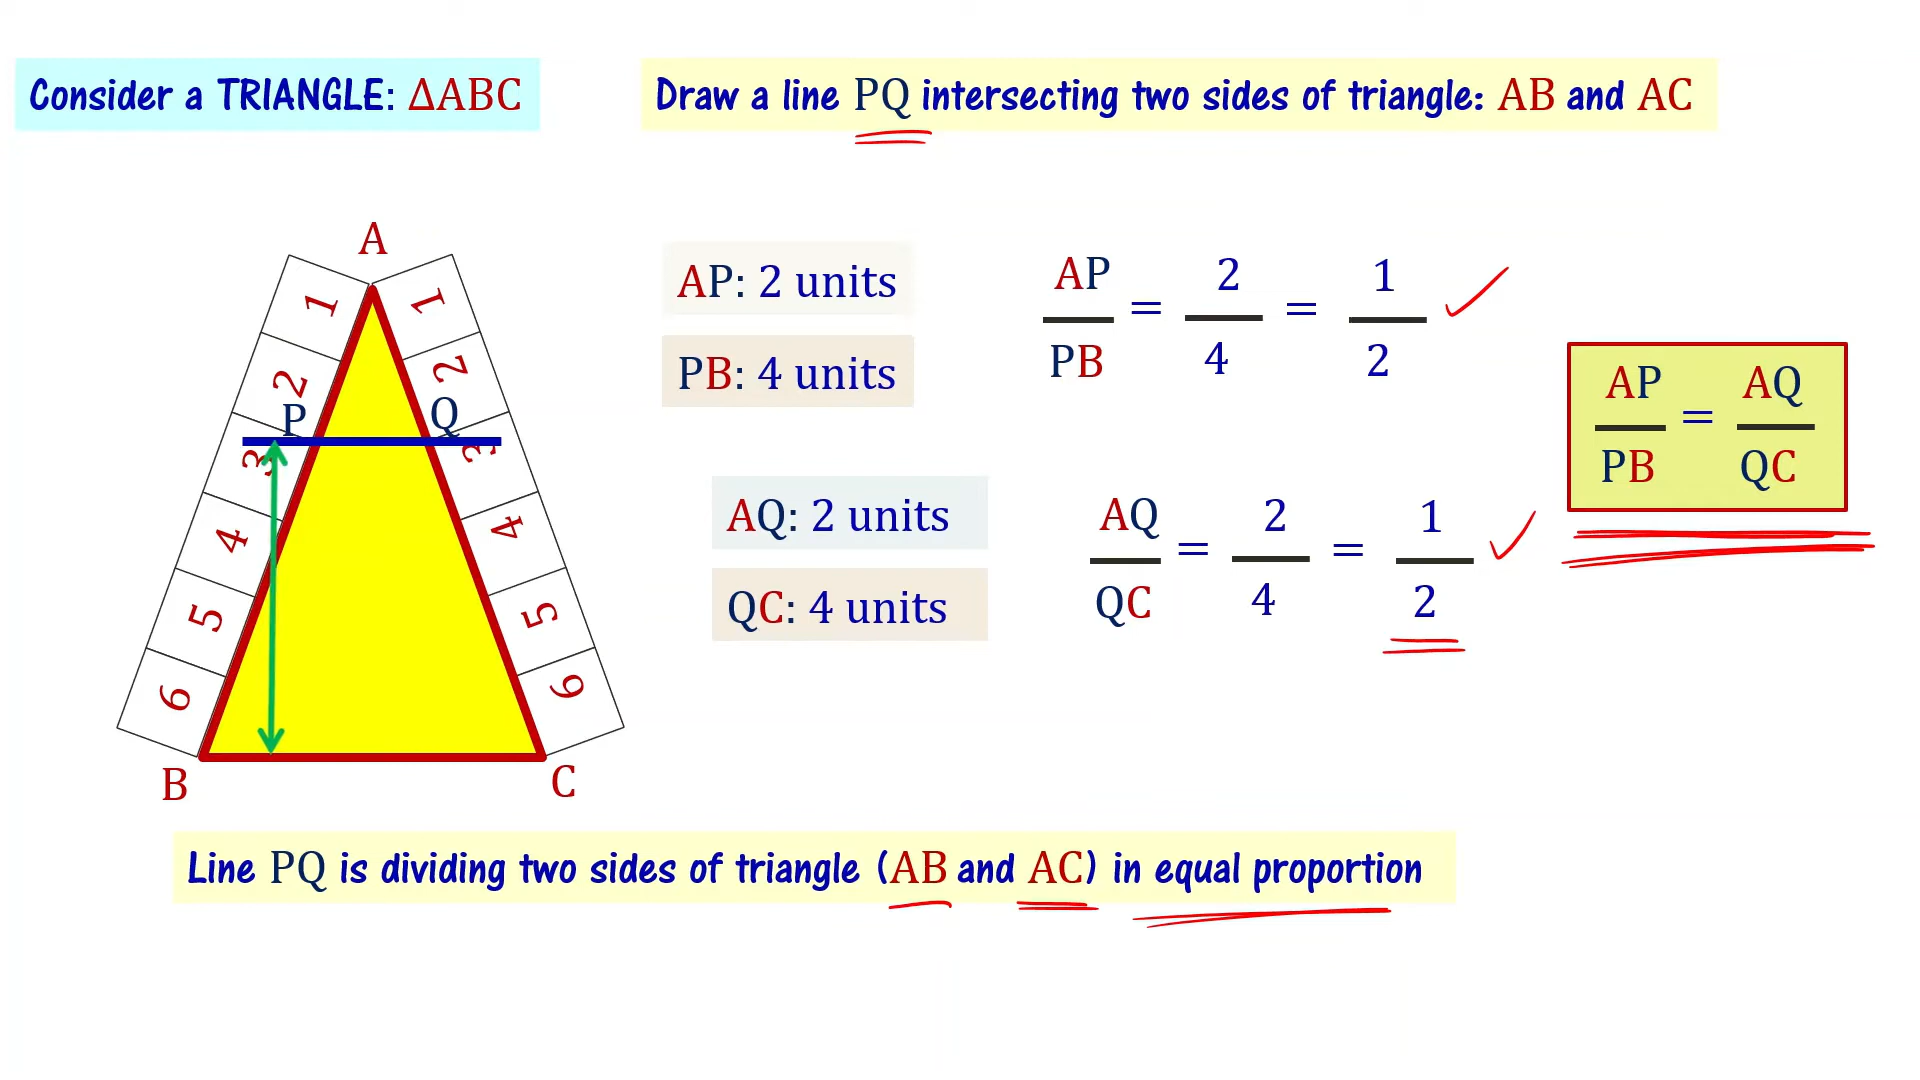 Consider a TRIANGLE: ΔABC
Draw a line PQ intersecting two sides of triangle: AB and AC
A
1
2
3
4
5
6
1
2
3
4
5
6
P
Q
B
C
AP: 2 units
PB: 4 units
AP/PB = 2/4 = 1/2
AQ: 2 units
QC: 4 units
AQ/QC = 2/4 = 1/2
AP/PB = AQ/QC
Line PQ is dividing two sides of triangle (AB and AC) in equal proportion